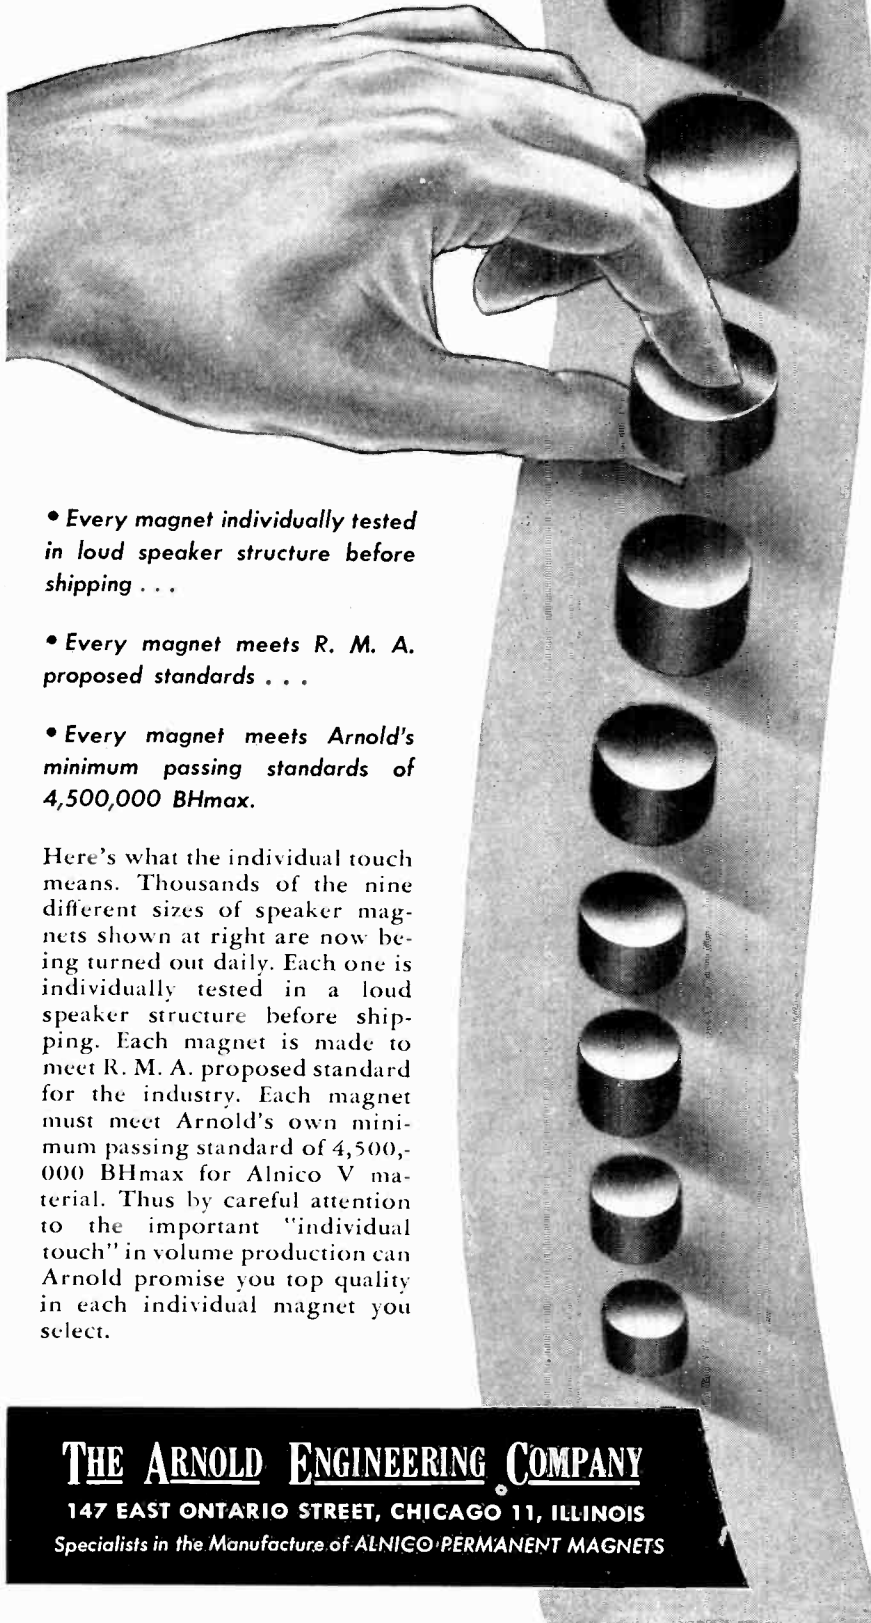 • Every magnet individually tested
in loud speaker structure before
shipping . . .
• Every magnet meets R. M. A.
proposed standards . . .
• Every magnet meets Arnold's
minimum passing standards of
4,500,000 BHmax.
Here's what the individual touch
means. Thousands of the nine
different sizes of speaker mag-
nets shown at right are now be-
ing turned out daily. Each one is
individually tested in a loud
speaker structure before ship-
ping. Each magnet is made to
meet R. M. A. proposed standard
for the industry. Each magnet
must meet Arnold's own mini-
mum passing standard of 4,500,-
000 BHmax for Alnico V ma-
terial. Thus by careful attention
to the important "individual
touch" in volume production can
Arnold promise you top quality
in each individual magnet you
select.
THE ARNOLD ENGINEERING COMPANY
147 EAST ONTARIO STREET, CHICAGO 11, ILLINOIS
Specialists in the Manufacture of ALNICO PERMANENT MAGNETS